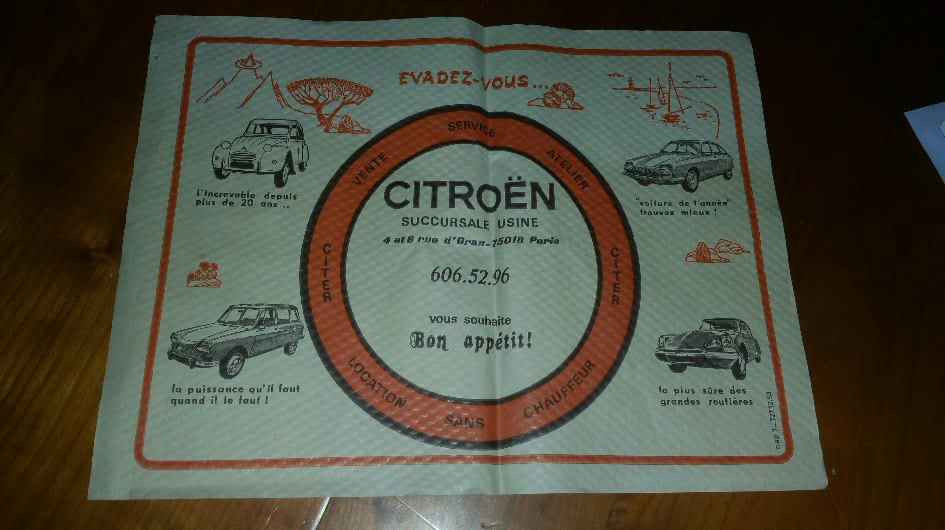 EVADEZ-VOUS...
VENTE SERVICE ATELIER
CITER
CITER
LOCATION SANS CHAUFFEUR
CITROËN
SUCCURSALE USINE
4 et 6 rue d'Oran_75018 Paris
606.52.96
vous souhaite
Bon appétit!
l'increvable depuis
plus de 20 ans...
"voiture de l'année"
trouvez mieux !
la puissance qu'il faut
quand il le faut !
la plus sûre des
grandes routières